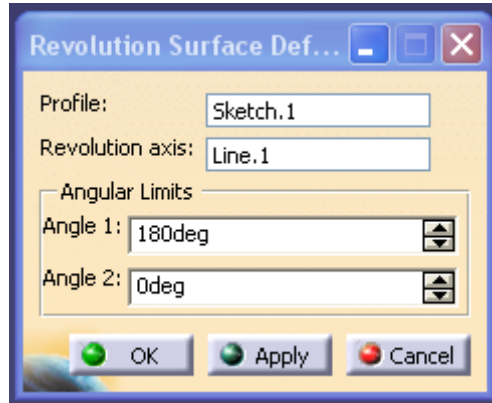 Revolution Surface Def...
Profile: Sketch.1
Revolution axis: Line.1
Angular Limits
Angle 1: 180deg
Angle 2: 0deg
OK Apply Cancel